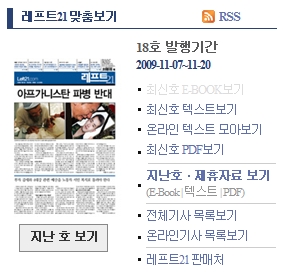 레프트21 맞춤보기
RSS
Left21.com
레프트21
아프가니스탄 파병 반대
지난 호 보기
18호 발행기간
2009-11-07-11-20
최신호 E-BOOK보기
최신호 텍스트보기
온라인 텍스트 모아보기
최신호 PDF보기
지난호 · 제휴자료 보기
(E-Book | 텍스트 | PDF)
전체기사 목록보기
온라인기사 목록보기
레프트21 판매처